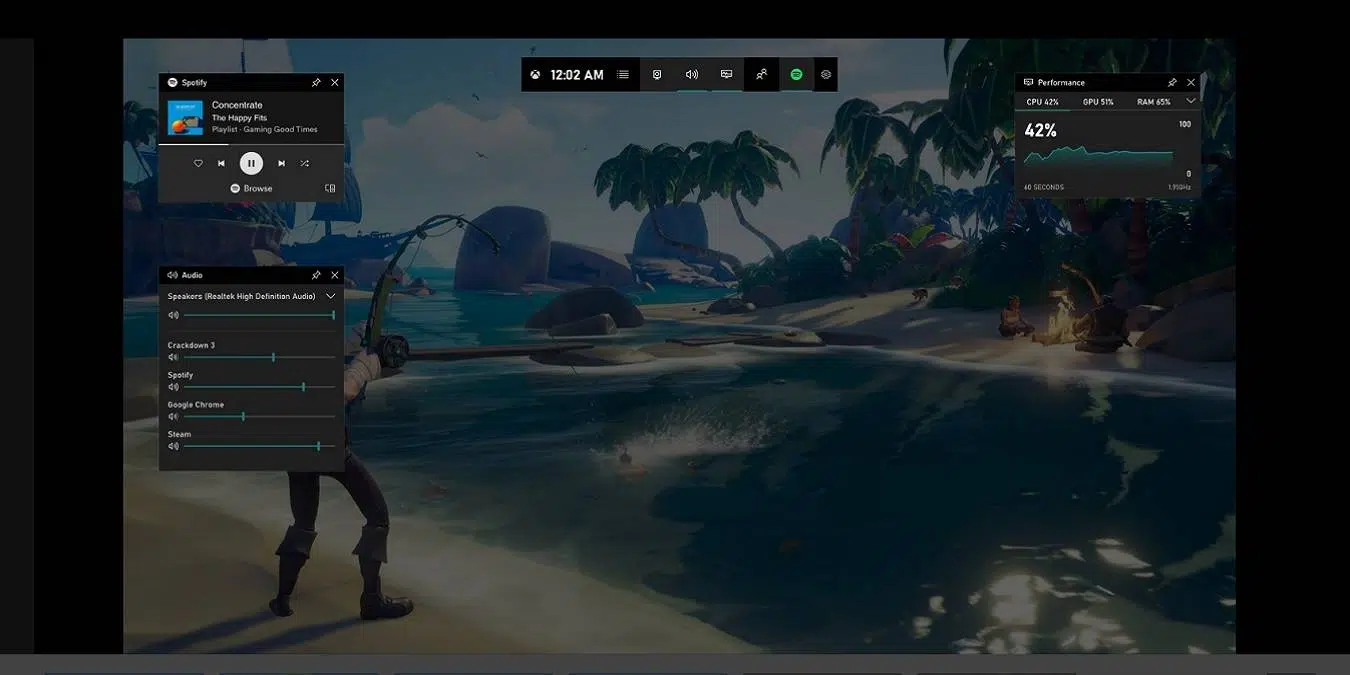 Spotify
Concentrate
The Happy Fits
Playlist · Gaming Good Times
Browse
12:02 AM
Performance
CPU 42% GPU 51% RAM 65%
42%
100
0
60 SECONDS 1.99GHz
Audio
Speakers (Realtek High Definition Audio)
Crackdown 3
Spotify
Google Chrome
Steam